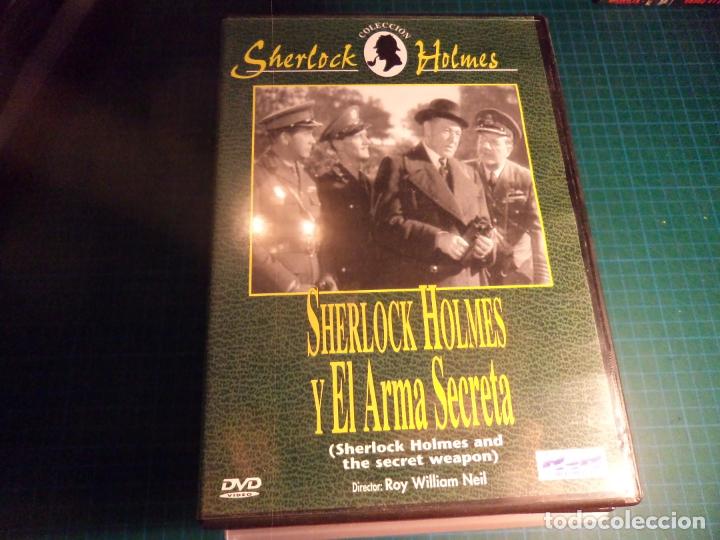 COLECCIÓN
Sherlock Holmes
SHERLOCK HOLMES
Y El Arma Secreta
(Sherlock Holmes and
the secret weapon)
Director: Roy William Neil
DVD
VIDEO
todocoleccion